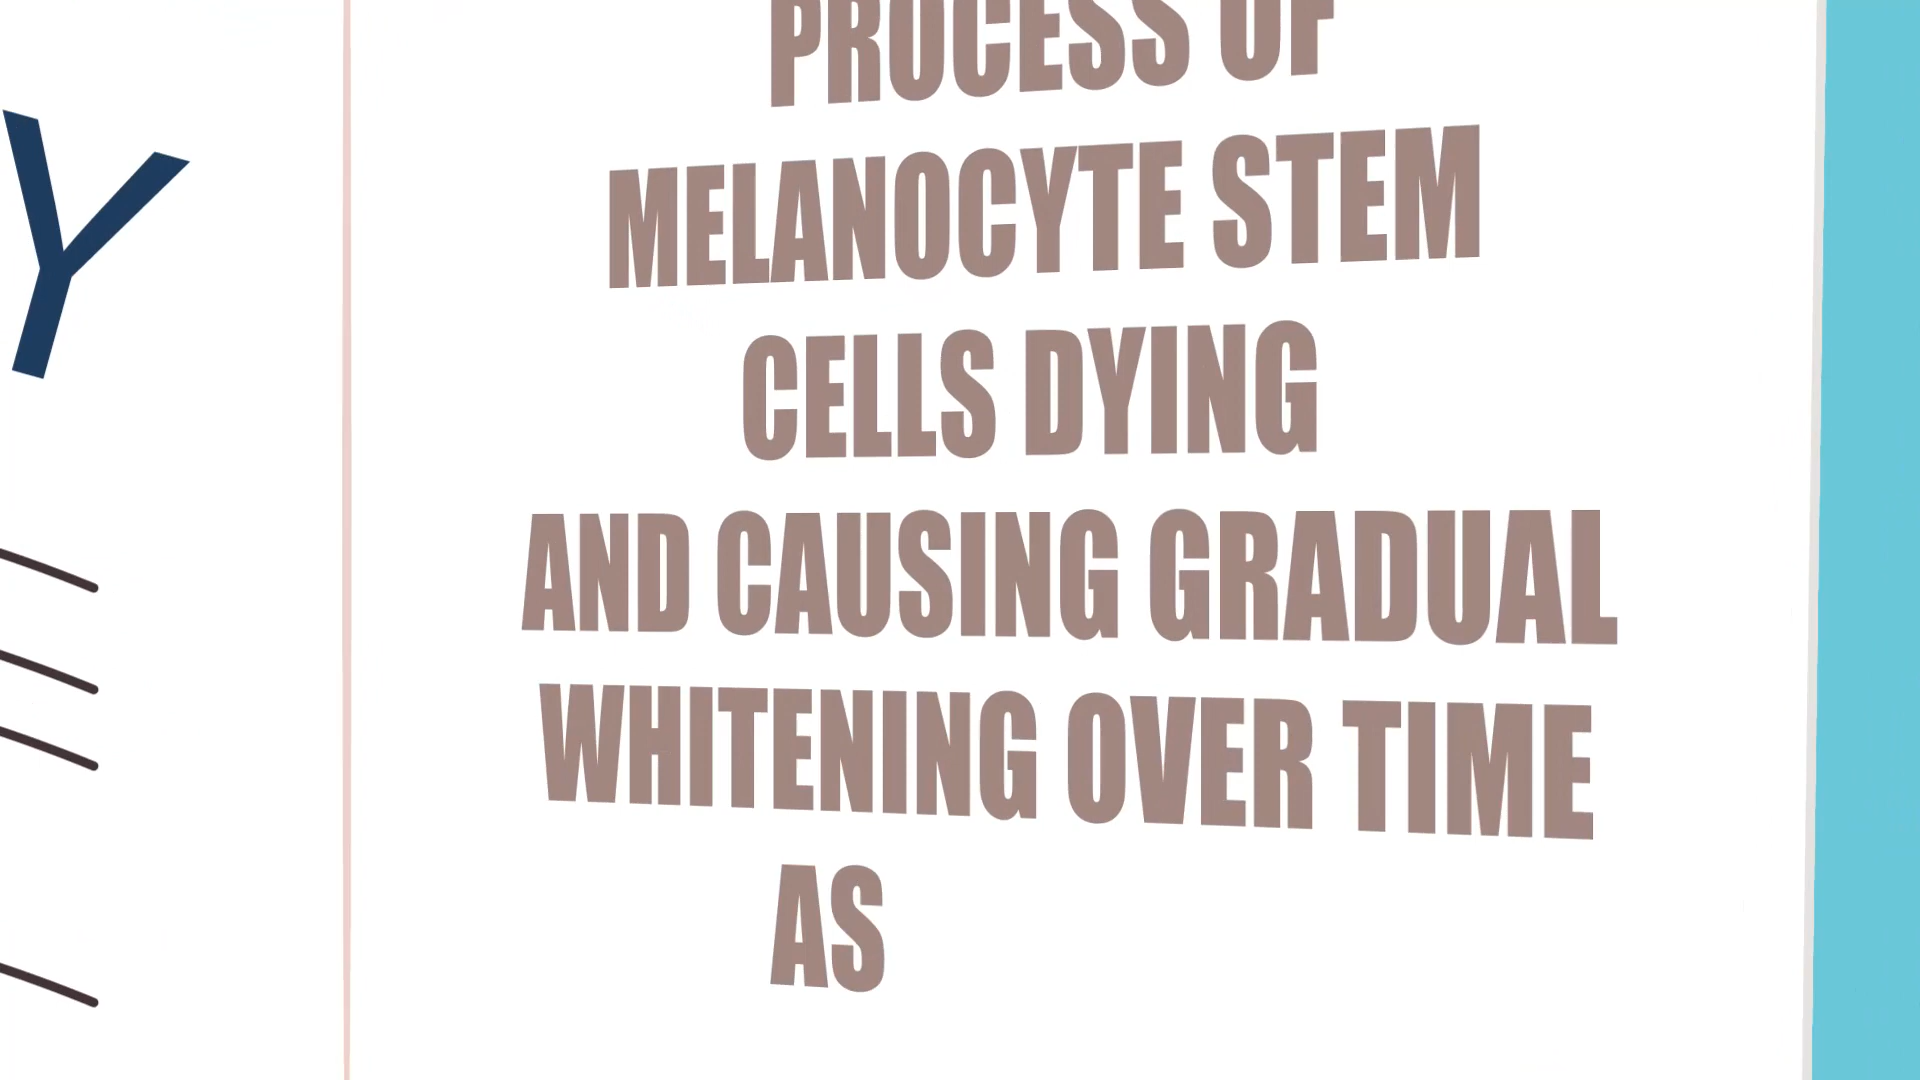 Y
PROCESS OF
MELANOCYTE STEM
CELLS DYING
AND CAUSING GRADUAL
WHITENING OVER TIME
AS